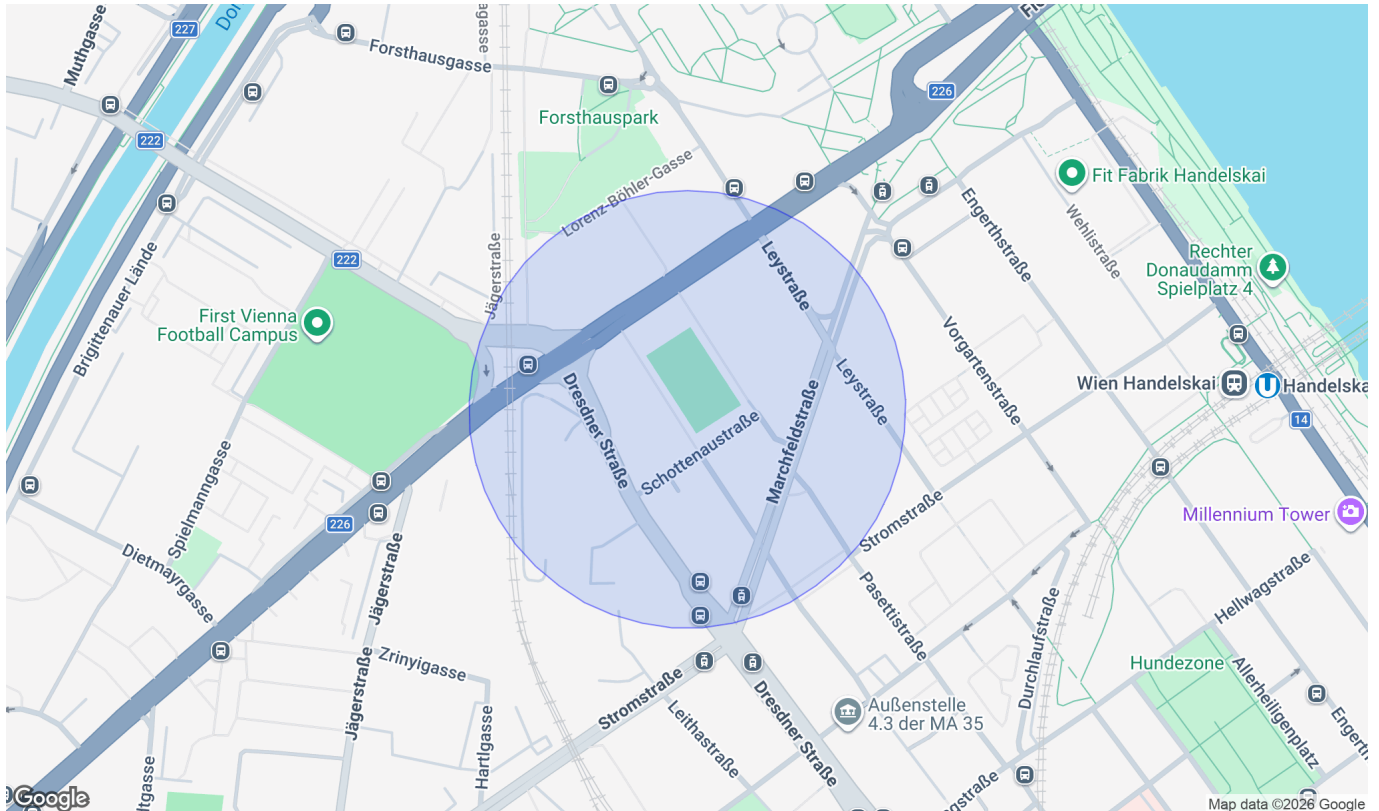 227
Muthgasse
Forsthausgasse
226
222
Forsthauspark
Lorenz-Böhler-Gasse
Fit Fabrik Handelskai
Engerthstraße
Wehlistraße
Rechter
Donaudamm
Spielplatz 4
Brigittenauer Lände
222
Jägerstraße
Leystraße
First Vienna
Football Campus
Vorgartenstraße
Leystraße
Wien Handelskai
U
Handelska
14
Dresdner Straße
Schottenaustraße
Marchfeldstraße
Spielmanngasse
226
Stromstraße
Millennium Tower
Dietmayrgasse
Jägerstraße
Pasettistraße
Hellwagstraße
Durchlaufstraße
Zrinyigasse
Jägerstraße
Hundezone
Allerheiligenplatz
Stromstraße
Dresdner Straße
Leithastraße
Außenstelle
4.3 der MA 35
Hartlgasse
Engerth
Google
Map data ©2026 Google